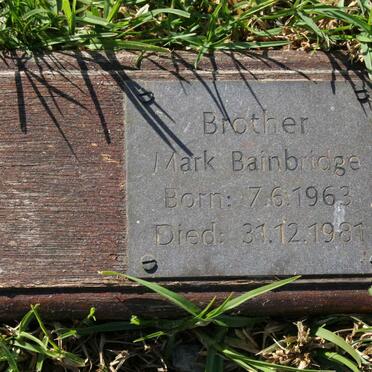 Brother
Mark Bainbridge
Born: 7.6.1963
Died: 31.12.1981